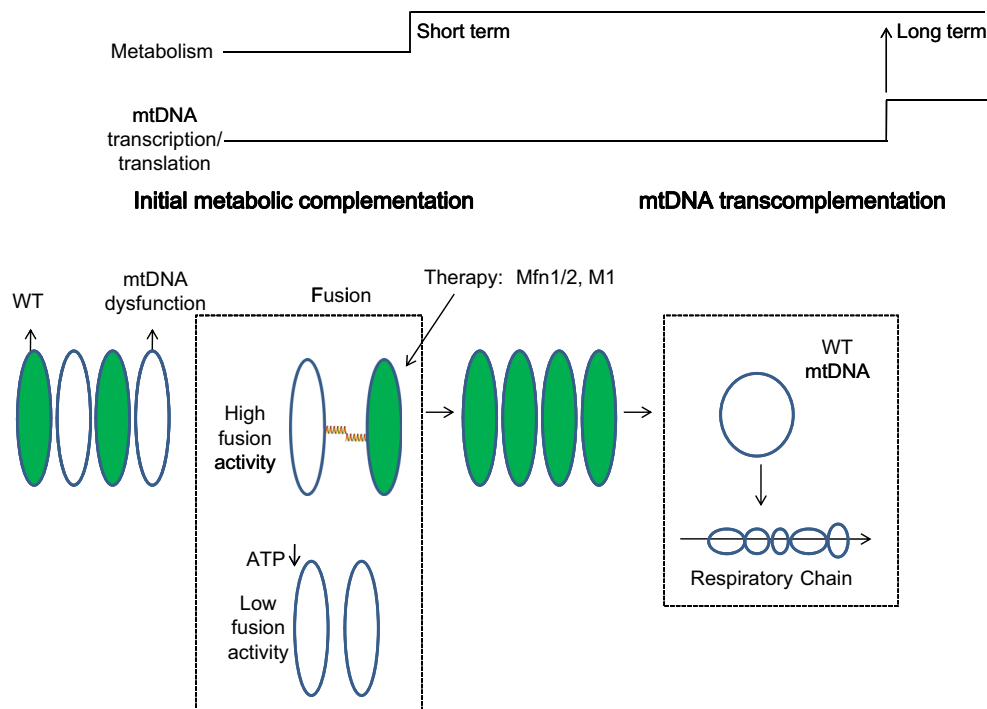 Short term
Long term
Metabolism
mtDNA
transcription/
translation
Initial metabolic complementation
mtDNA transcomplementation
Therapy: Mfn1/2, M1
WT
mtDNA
dysfunction
Fusion
High
fusion
activity
WT
mtDNA
ATP
Low
fusion
activity
Respiratory Chain